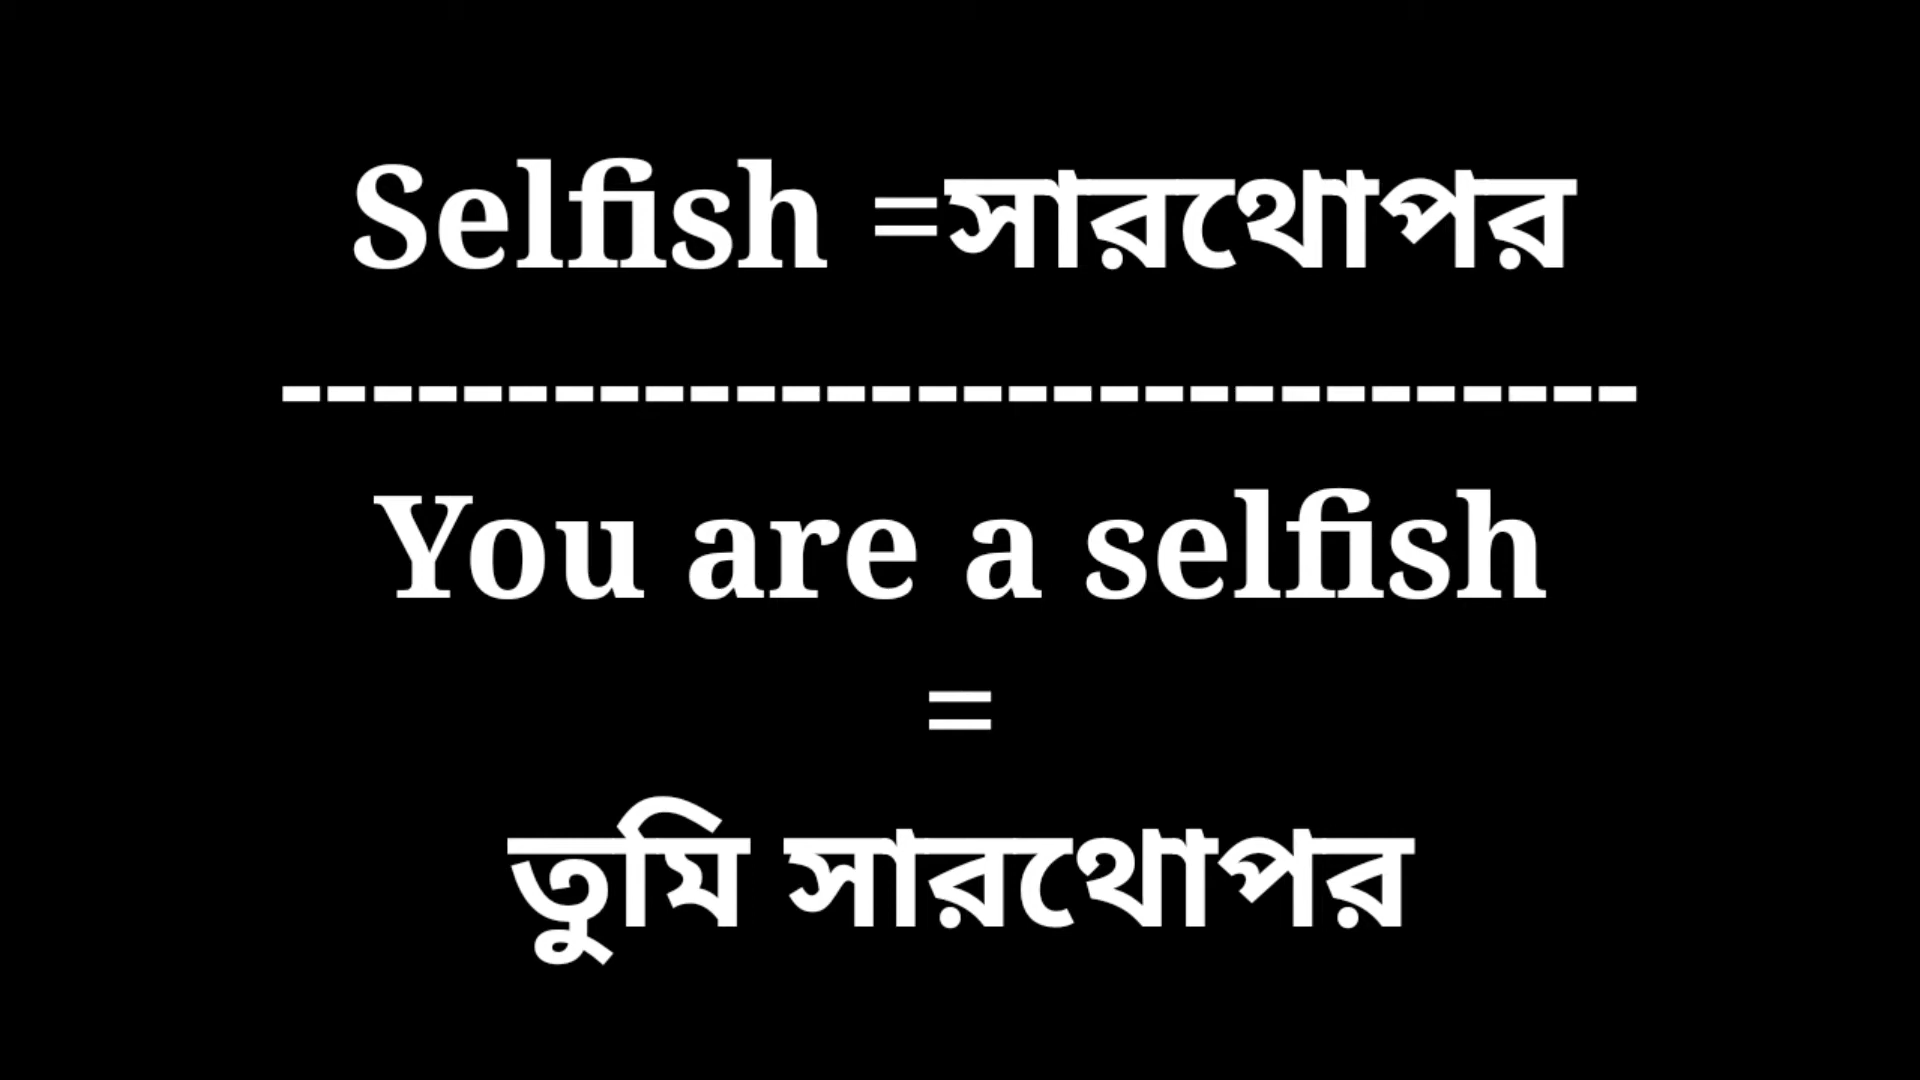 Selfish =সারথোপর
------------------------------
You are a selfish
=
তুমি সারথোপর